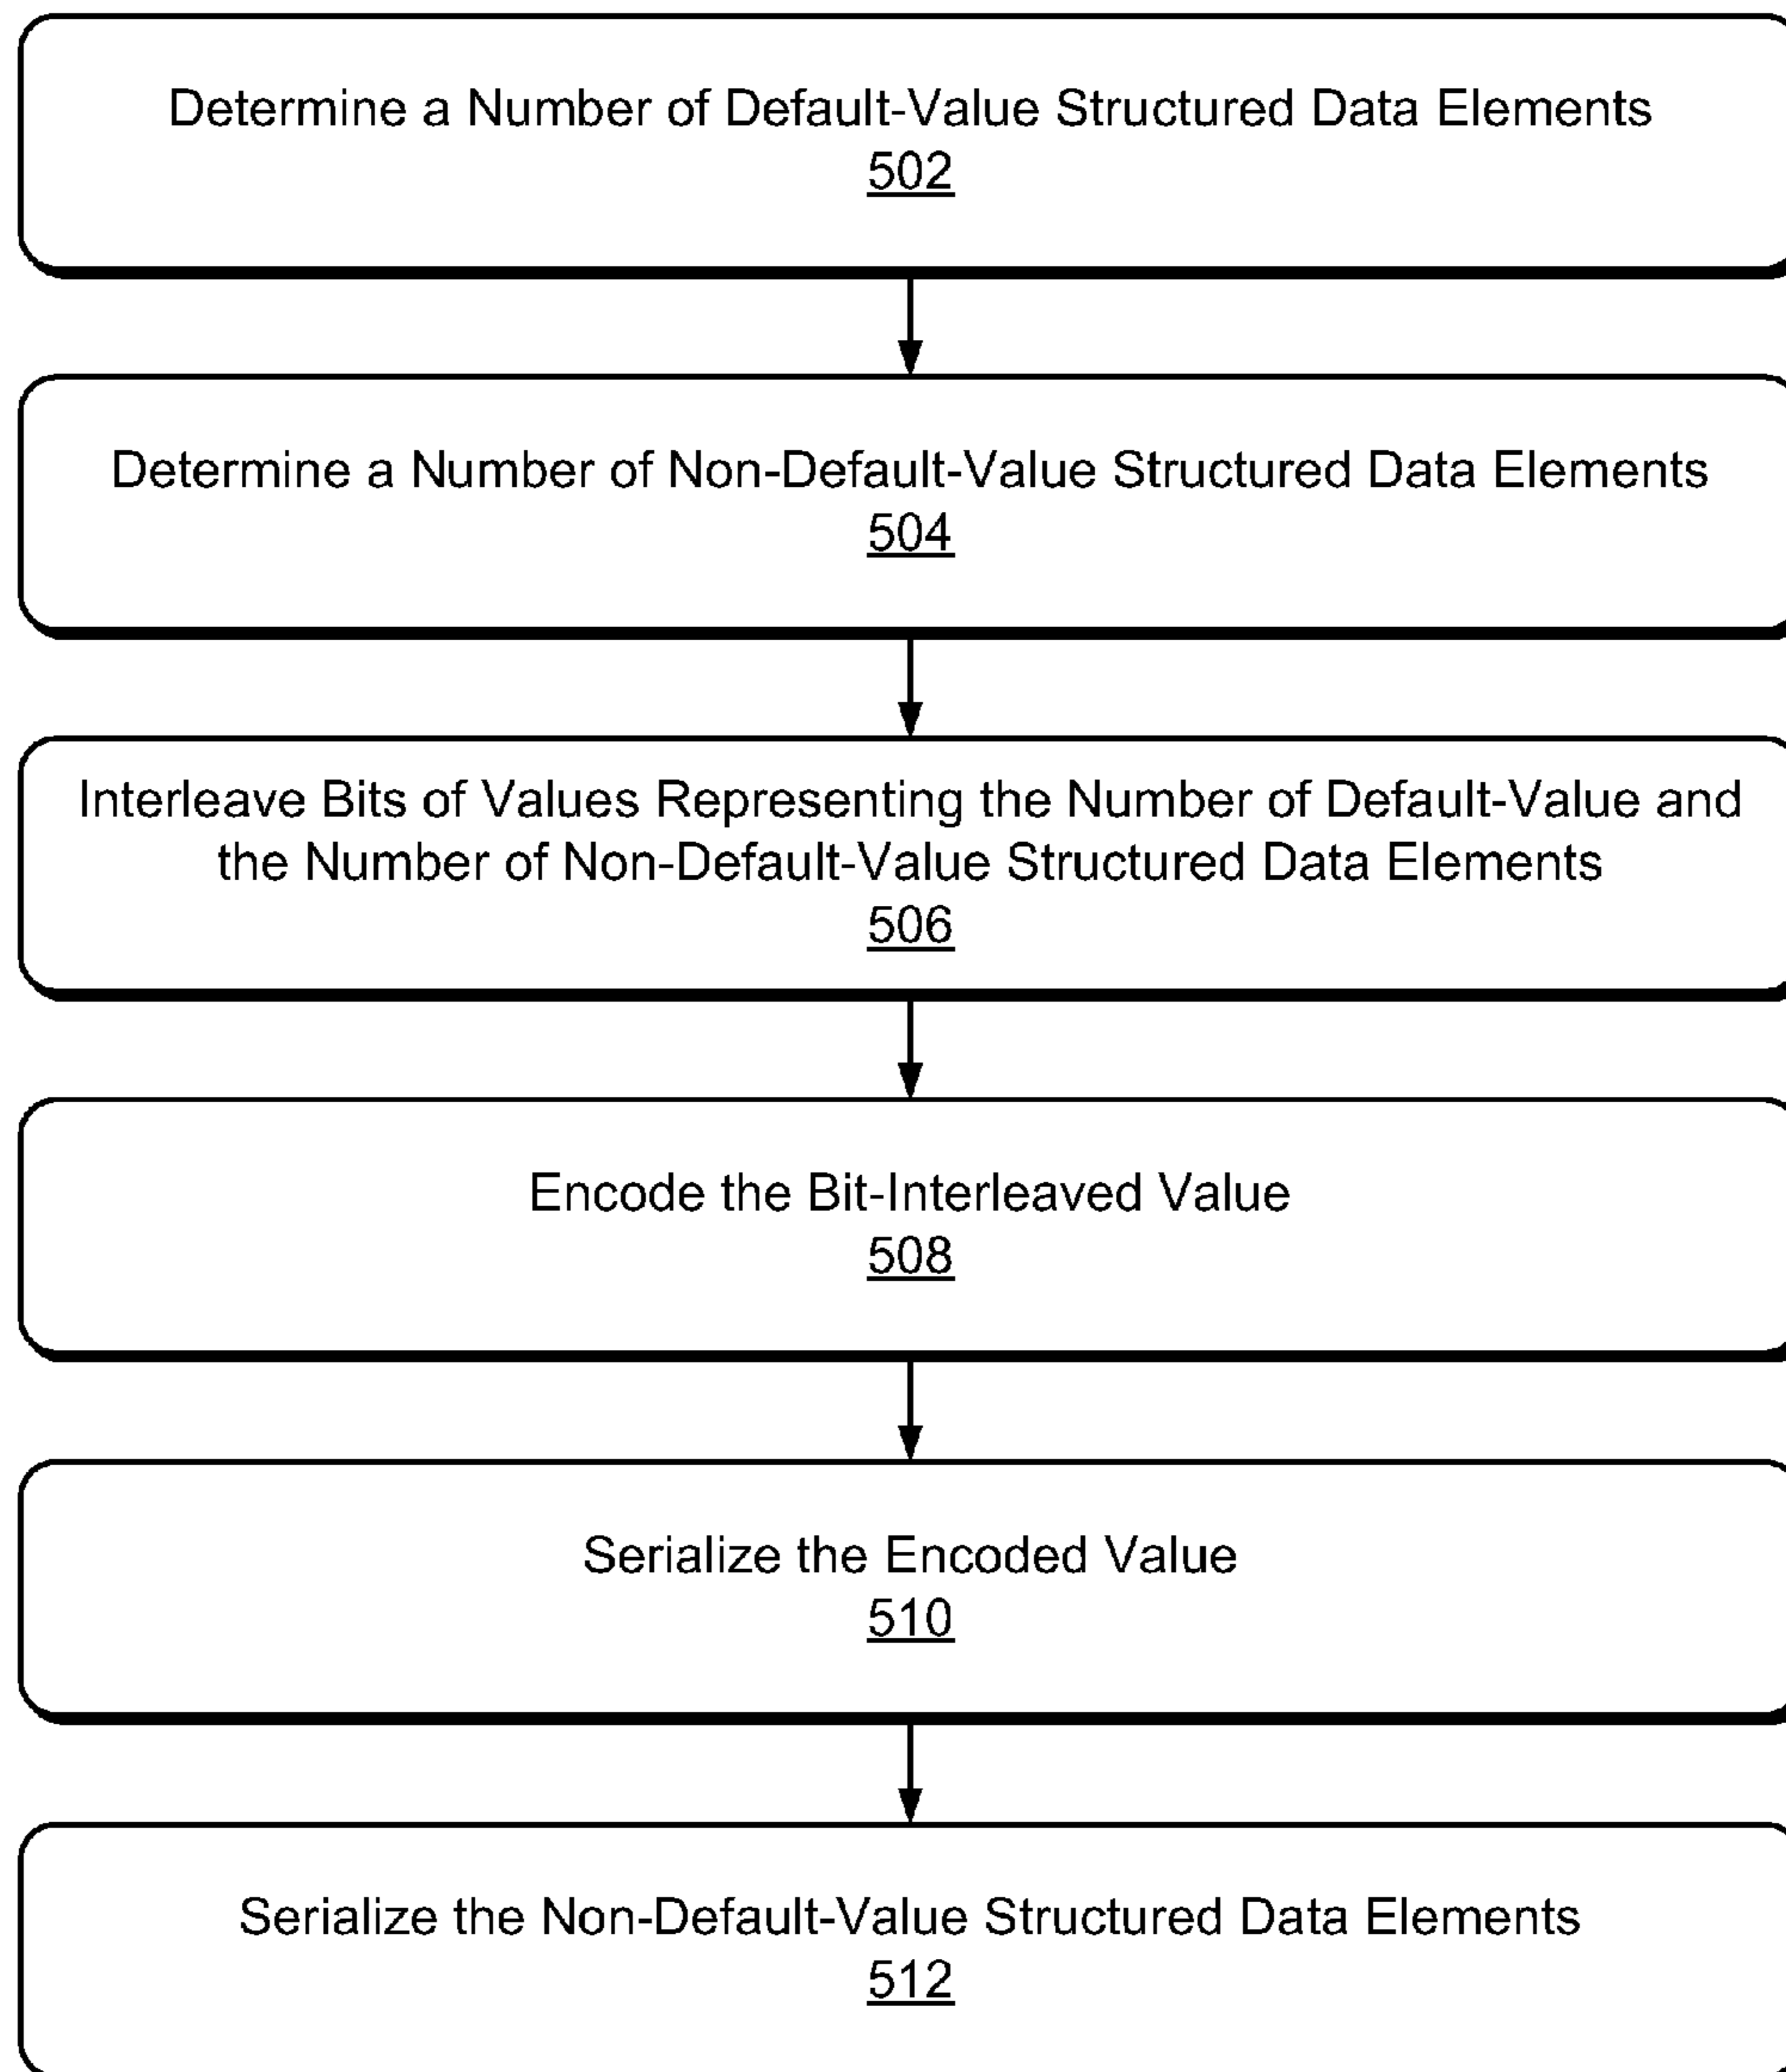 Determine a Number of Default-Value Structured Data Elements
502
Determine a Number of Non-Default-Value Structured Data Elements
504
Interleave Bits of Values Representing the Number of Default-Value and
the Number of Non-Default-Value Structured Data Elements
506
Encode the Bit-Interleaved Value
508
Serialize the Encoded Value
510
Serialize the Non-Default-Value Structured Data Elements
512